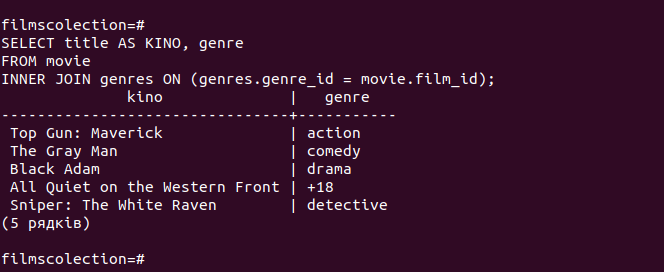 filmscolection=#
SELECT title AS KINO, genre
FROM movie
INNER JOIN genres ON (genres.genre_id = movie.film_id);
              kino              |   genre
--------------------------------+-----------
 Top Gun: Maverick              | action
 The Gray Man                   | comedy
 Black Adam                     | drama
 All Quiet on the Western Front | +18
 Sniper: The White Raven        | detective
(5 рядків)
filmscolection=#